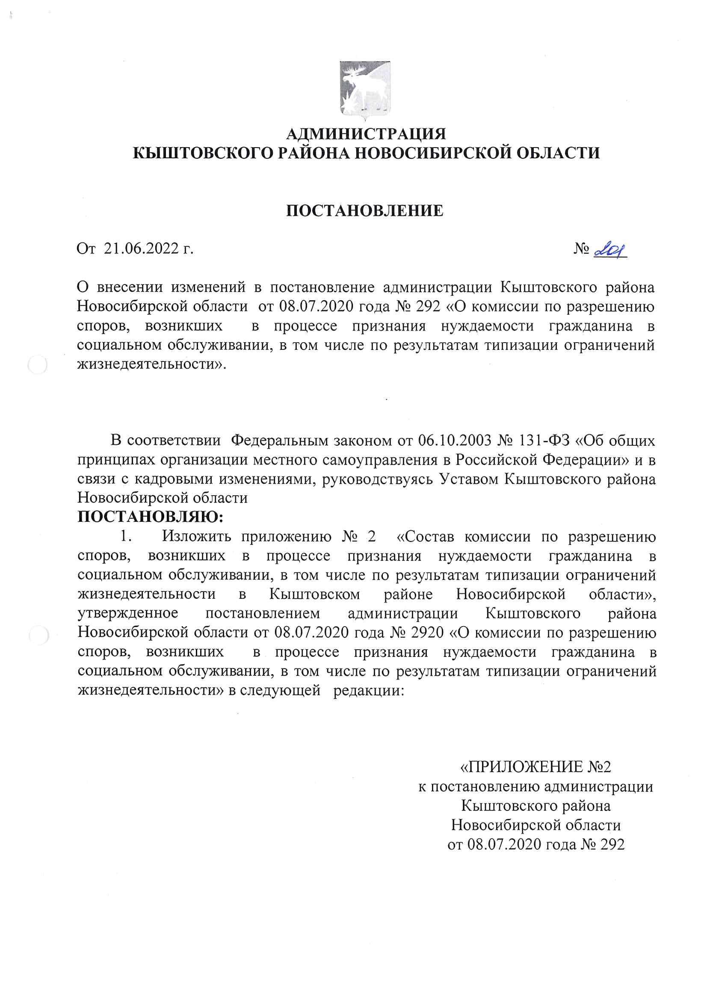 АДМИНИСТРАЦИЯ
КЫШТОВСКОГО РАЙОНА НОВОСИБИРСКОЙ ОБЛАСТИ
ПОСТАНОВЛЕНИЕ
От 21.06.2022 г. № 201
О внесении изменений в постановление администрации Кыштовского района
Новосибирской области от 08.07.2020 года № 292 «О комиссии по разрешению
споров, возникших в процессе признания нуждаемости гражданина в
социальном обслуживании, в том числе по результатам типизации ограничений
жизнедеятельности».
В соответствии Федеральным законом от 06.10.2003 № 131-ФЗ «Об общих
принципах организации местного самоуправления в Российской Федерации» и в
связи с кадровыми изменениями, руководствуясь Уставом Кыштовского района
Новосибирской области
ПОСТАНОВЛЯЮ:
1. Изложить приложению № 2 «Состав комиссии по разрешению
споров, возникших в процессе признания нуждаемости гражданина в
социальном обслуживании, в том числе по результатам типизации ограничений
жизнедеятельности в Кыштовском районе Новосибирской области»,
утвержденное постановлением администрации Кыштовского района
Новосибирской области от 08.07.2020 года № 2920 «О комиссии по разрешению
споров, возникших в процессе признания нуждаемости гражданина в
социальном обслуживании, в том числе по результатам типизации ограничений
жизнедеятельности» в следующей редакции:
«ПРИЛОЖЕНИЕ №2
к постановлению администрации
Кыштовского района
Новосибирской области
от 08.07.2020 года № 292